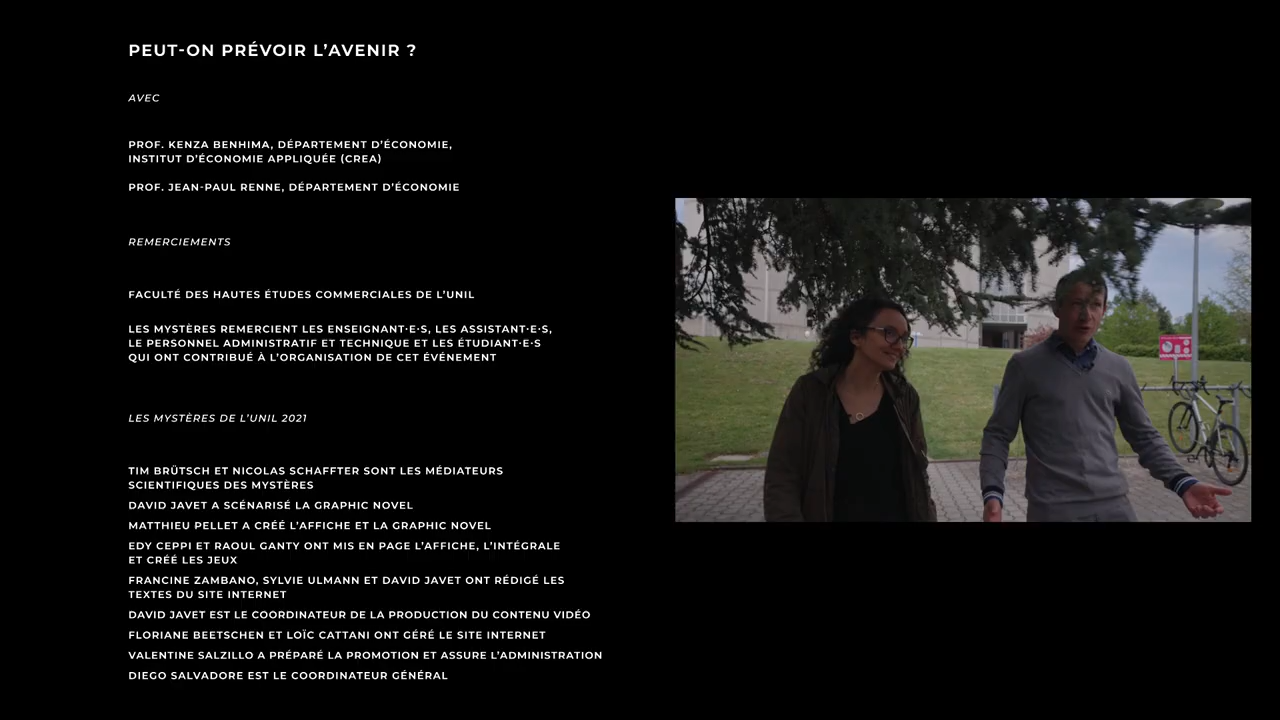 PEUT-ON PRÉVOIR L'AVENIR ?
AVEC
PROF. KENZA BENHIMA, DÉPARTEMENT D'ÉCONOMIE,
INSTITUT D'ÉCONOMIE APPLIQUÉE (CREA)
PROF. JEAN-PAUL RENNE, DÉPARTEMENT D'ÉCONOMIE
REMERCIEMENTS
FACULTÉ DES HAUTES ÉTUDES COMMERCIALES DE L'UNIL
LES MYSTÈRES REMERCIENT LES ENSEIGNANT·E·S, LES ASSISTANT·E·S,
LE PERSONNEL ADMINISTRATIF ET TECHNIQUE ET LES ÉTUDIANT·E·S
QUI ONT CONTRIBUÉ À L'ORGANISATION DE CET ÉVÉNEMENT
LES MYSTÈRES DE L'UNIL 2021
TIM BRÜTSCH ET NICOLAS SCHAFFTER SONT LES MÉDIATEURS
SCIENTIFIQUES DES MYSTÈRES
DAVID JAVET A SCÉNARISÉ LA GRAPHIC NOVEL
MATTHIEU PELLET A CRÉÉ L'AFFICHE ET LA GRAPHIC NOVEL
EDY CEPPI ET RAOUL GANTY ONT MIS EN PAGE L'AFFICHE, L'INTÉGRALE
ET CRÉÉ LES JEUX
FRANCINE ZAMBANO, SYLVIE ULMANN ET DAVID JAVET ONT RÉDIGÉ LES
TEXTES DU SITE INTERNET
DAVID JAVET EST LE COORDINATEUR DE LA PRODUCTION DU CONTENU VIDÉO
FLORIANE BEETSCHEN ET LOÏC CATTANI ONT GÉRÉ LE SITE INTERNET
VALENTINE SALZILLO A PRÉPARÉ LA PROMOTION ET ASSURE L'ADMINISTRATION
DIEGO SALVADORE EST LE COORDINATEUR GÉNÉRAL